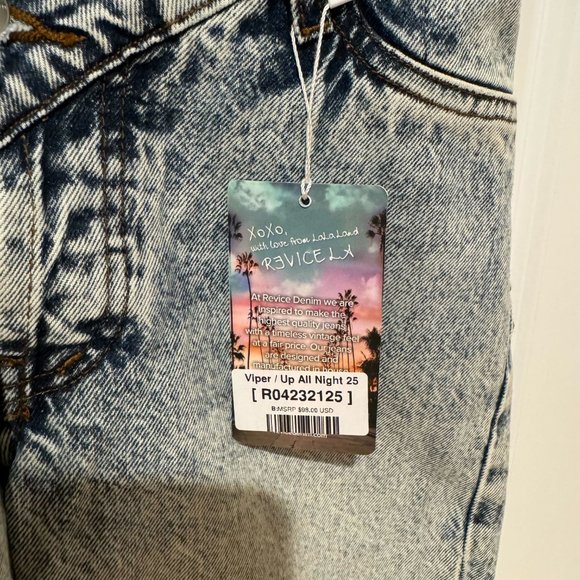 XoXo,
with love from LaLaLand
REVICE LA
At Revice Denim we are
inspired to make the
highest quality jeans
with a timeless vintage feel
at a fair price. Our jeans
are designed and
manufactured in house
Viper / Up All Night 25
[ R04232125 ]
B:MSRP $98.00 USD